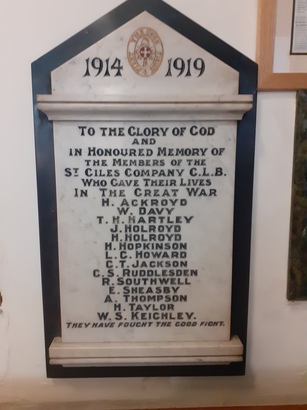 1914 1919
TO THE GLORY OF GOD
AND
IN HONOURED MEMORY OF
THE MEMBERS OF THE
ST GILES COMPANY C.L.B.
WHO GAVE THEIR LIVES
IN THE GREAT WAR
H. ACKROYD
W. DAVY
T. H. HARTLEY
J. HOLROYD
H. HOLROYD
H. HOPKINSON
L. G. HOWARD
C. T. JACKSON
C. S. RUDDLESDEN
R. SOUTHWELL
E. SHEASBY
A. THOMPSON
H. TAYLOR
W. S. KEIGHLEY.
THEY HAVE FOUGHT THE GOOD FIGHT.